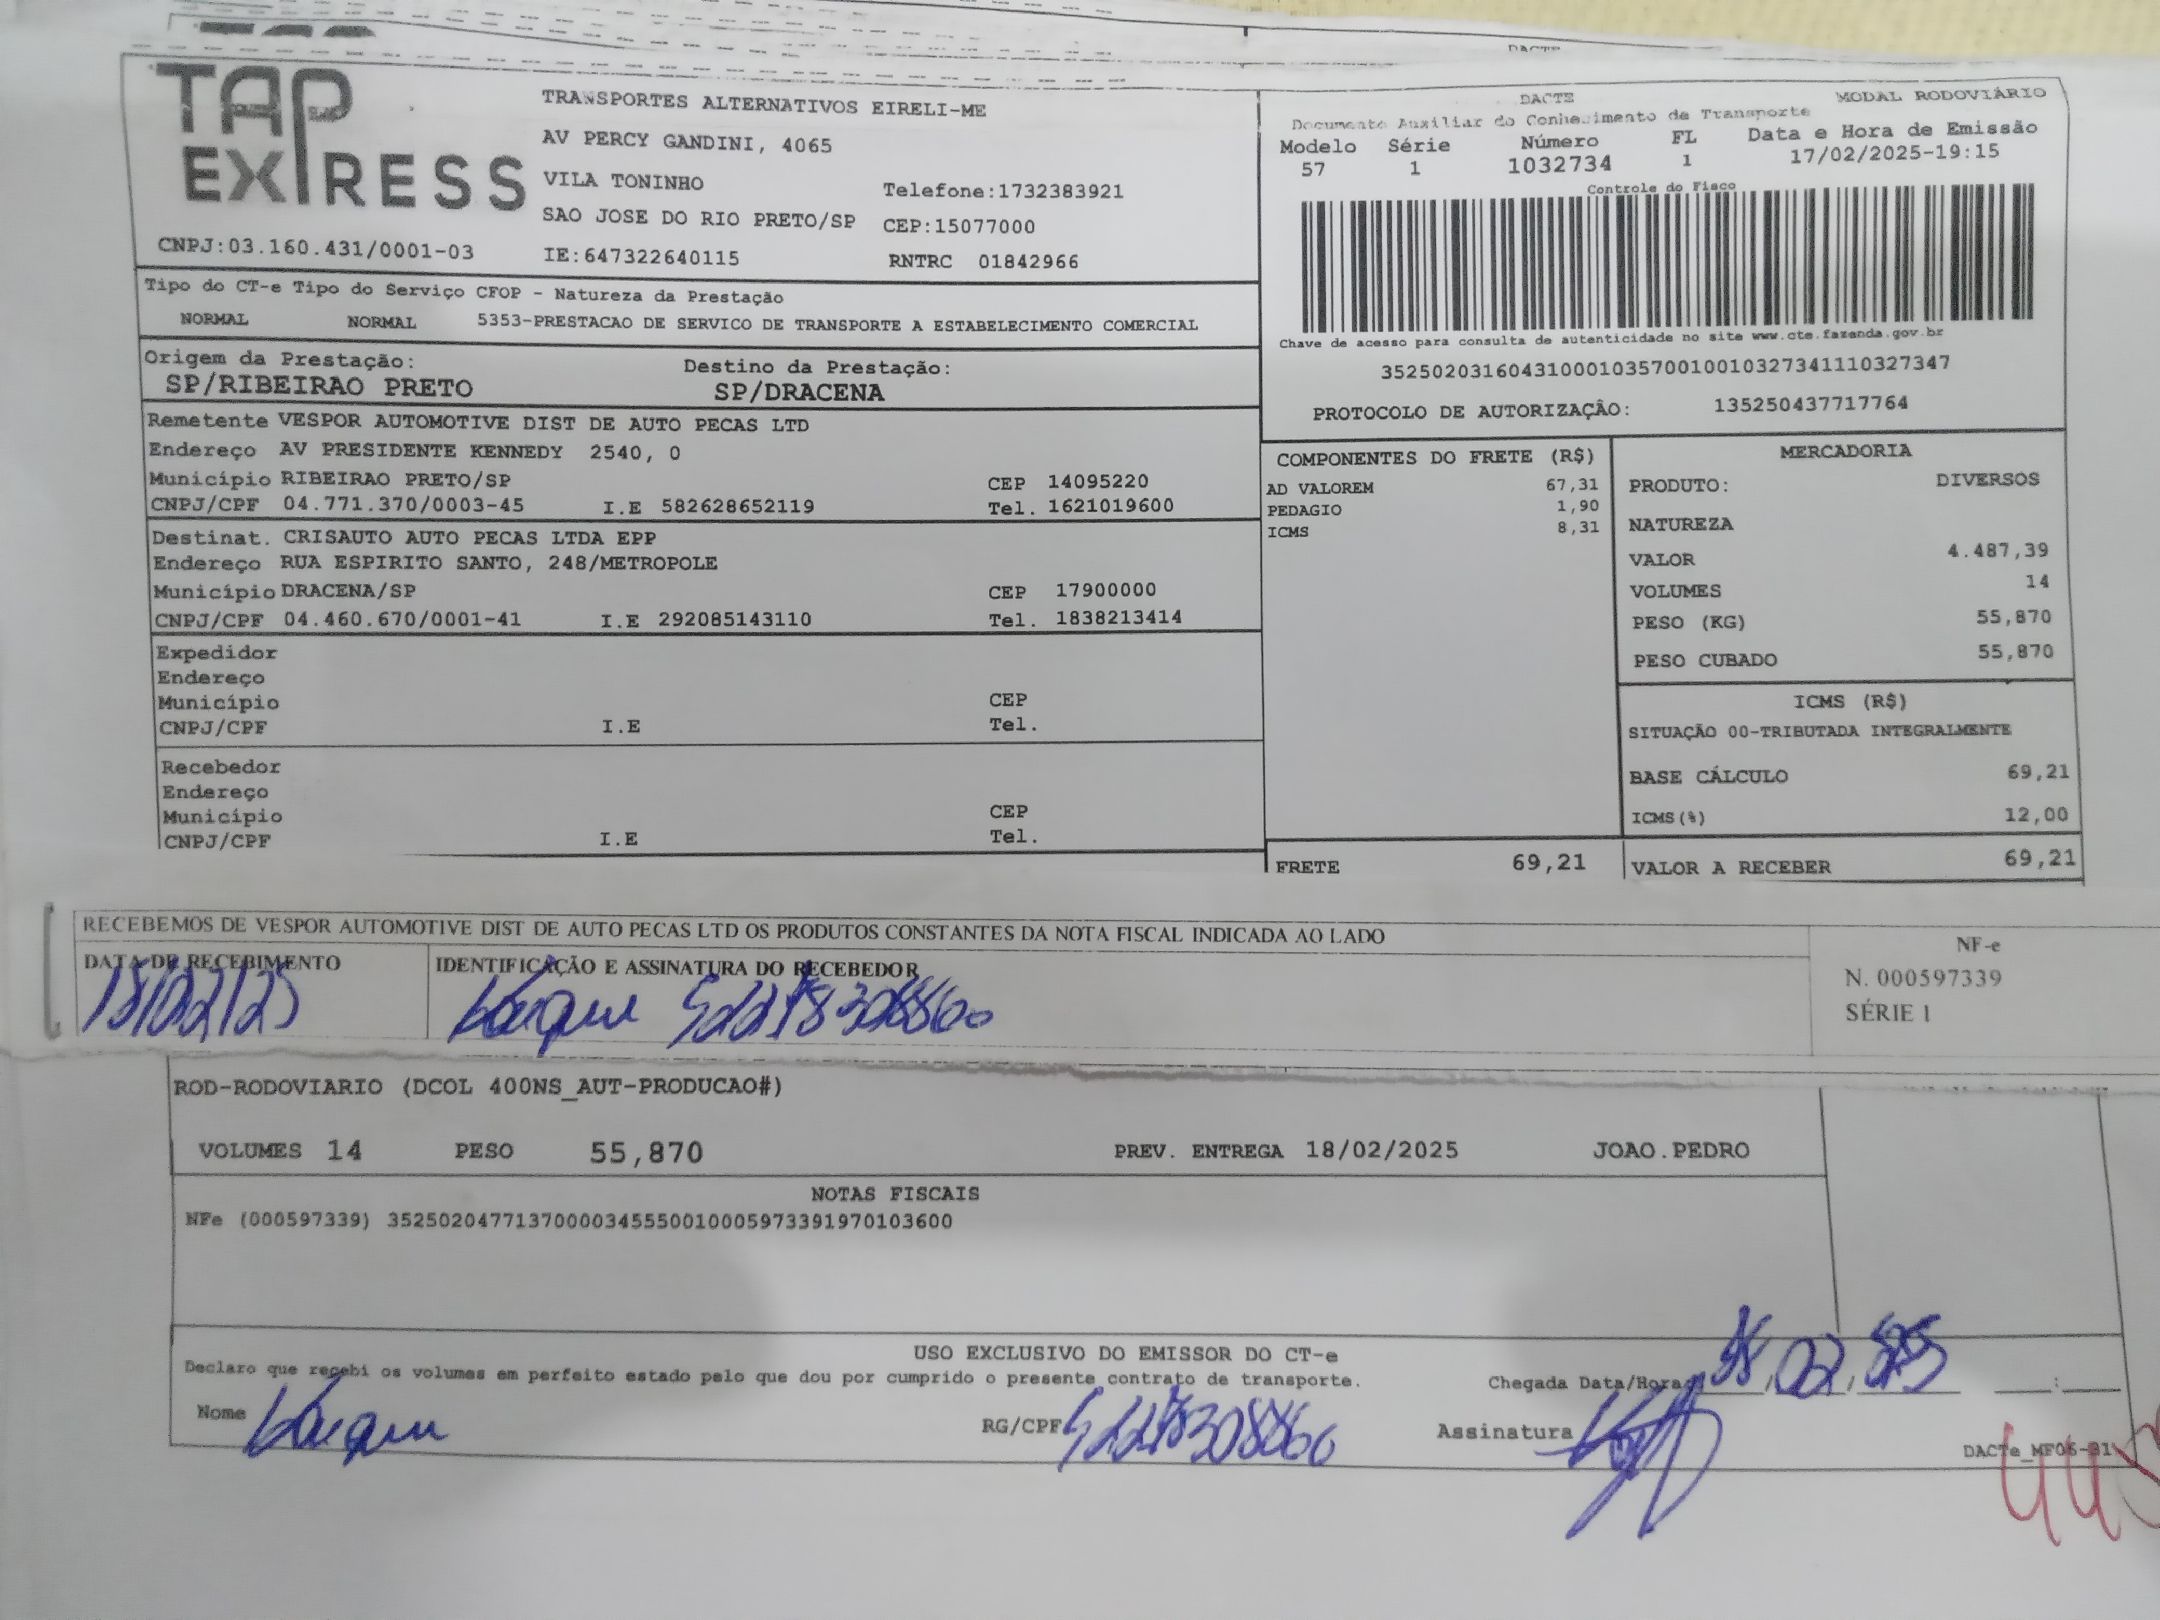 DACTE
TAP EXPRESS
TRANSPORTES ALTERNATIVOS EIRELI-ME
AV PERCY GANDINI, 4065
VILA TONINHO
Telefone:1732383921
SAO JOSE DO RIO PRETO/SP CEP:15077000
CNPJ:03.160.431/0001-03 IE:647322640115 RNTRC 01842966
DACTE MODAL RODOVIÁRIO
Documento Auxiliar do Conhecimento de Transporte
Modelo Série Número FL Data e Hora de Emissão
57 1 1032734 1 17/02/2025-19:15
Controle do Fisco
Chave de acesso para consulta de autenticidade no site www.cte.fazenda.gov.br
35250203160431000103570010010327341110327347
PROTOCOLO DE AUTORIZAÇÃO: 135250437717764
Tipo do CT-e Tipo do Serviço CFOP - Natureza da Prestação
NORMAL NORMAL 5353-PRESTACAO DE SERVICO DE TRANSPORTE A ESTABELECIMENTO COMERCIAL
Origem da Prestação: Destino da Prestação:
SP/RIBEIRAO PRETO SP/DRACENA
Remetente VESPOR AUTOMOTIVE DIST DE AUTO PECAS LTD
Endereço AV PRESIDENTE KENNEDY 2540, 0
Município RIBEIRAO PRETO/SP CEP 14095220
CNPJ/CPF 04.771.370/0003-45 I.E 582628652119 Tel. 1621019600
Destinat. CRISAUTO AUTO PECAS LTDA EPP
Endereço RUA ESPIRITO SANTO, 248/METROPOLE
Município DRACENA/SP CEP 17900000
CNPJ/CPF 04.460.670/0001-41 I.E 292085143110 Tel. 1838213414
Expedidor
Endereço
Município CEP
CNPJ/CPF I.E Tel.
Recebedor
Endereço
Município CEP
CNPJ/CPF I.E Tel.
COMPONENTES DO FRETE (R$)
AD VALOREM 67,31
PEDAGIO 1,90
ICMS 8,31
FRETE 69,21
MERCADORIA
PRODUTO: DIVERSOS
NATUREZA
VALOR 4.487,39
VOLUMES 14
PESO (KG) 55,870
PESO CUBADO 55,870
ICMS (R$)
SITUAÇÃO 00-TRIBUTADA INTEGRALMENTE
BASE CÁLCULO 69,21
ICMS(%) 12,00
VALOR A RECEBER 69,21
RECEBEMOS DE VESPOR AUTOMOTIVE DIST DE AUTO PECAS LTD OS PRODUTOS CONSTANTES DA NOTA FISCAL INDICADA AO LADO
DATA DE RECEBIMENTO IDENTIFICAÇÃO E ASSINATURA DO RECEBEDOR
18/02/25
NF-e
N. 000597339
SÉRIE 1
ROD-RODOVIARIO (DCOL 400NS_AUT-PRODUCAO#)
VOLUMES 14 PESO 55,870 PREV. ENTREGA 18/02/2025 JOAO.PEDRO
NOTAS FISCAIS
NFe (000597339) 35250204771370000345550010005973391970103600
USO EXCLUSIVO DO EMISSOR DO CT-e
Declaro que recebi os volumes em perfeito estado pelo que dou por cumprido o presente contrato de transporte.
Chegada Data/Hora
Nome RG/CPF Assinatura
DACTe_MF06-01